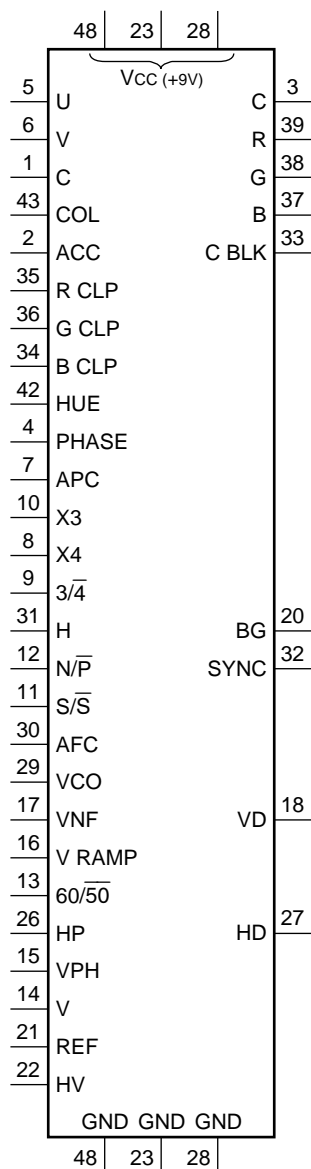 48 23 28
VCC (+9V)
5 U C 3
6 V R 39
1 C G 38
43 COL B 37
2 ACC C BLK 33
35 R CLP
36 G CLP
34 B CLP
42 HUE
4 PHASE
7 APC
10 X3
8 X4
9 3/4̅
31 H BG 20
12 N/P̅ SYNC 32
11 S/S̅
30 AFC
29 VCO
17 VNF VD 18
16 V RAMP
13 60/5̅0̅
26 HP HD 27
15 VPH
14 V
21 REF
22 HV
GND GND GND
48 23 28